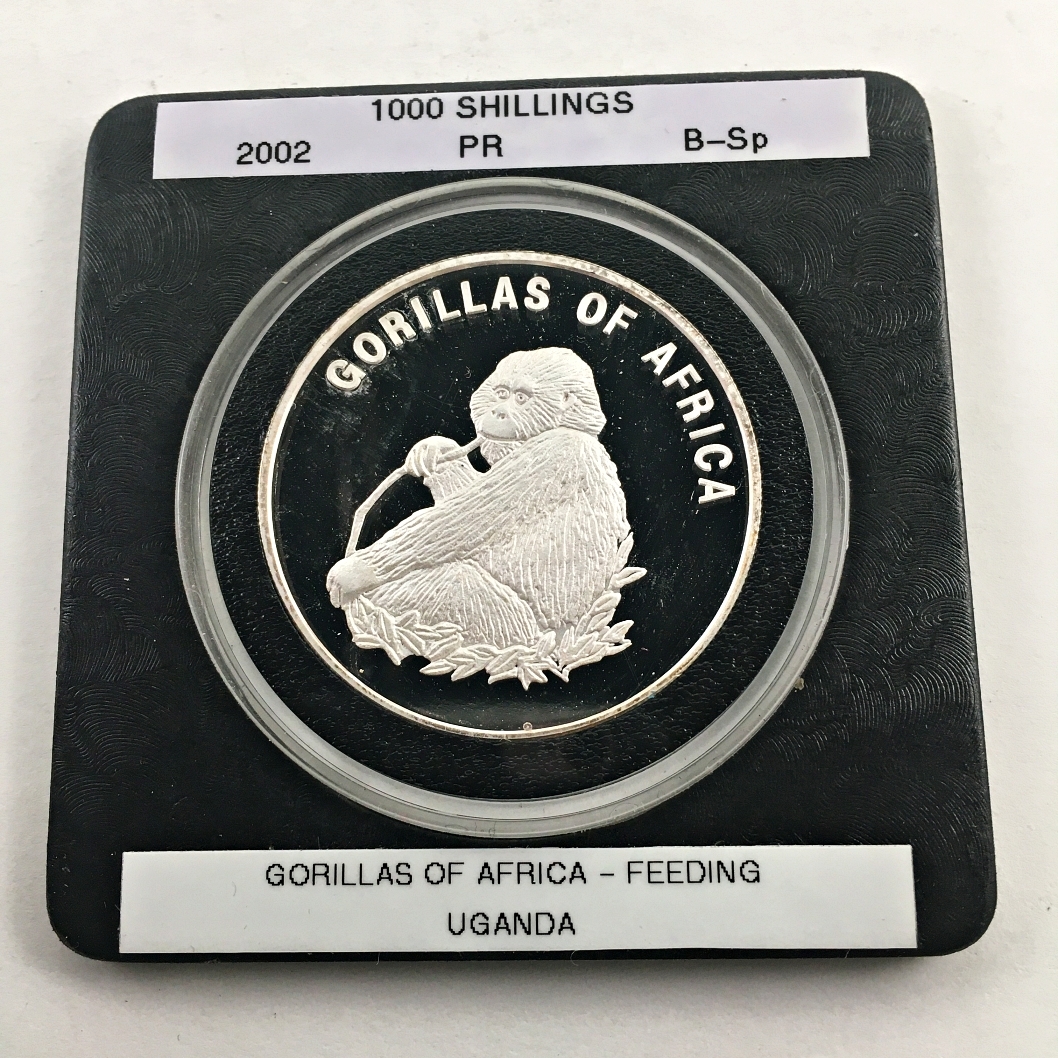 1000 SHILLINGS
2002 PR B–Sp
GORILLAS OF AFRICA
GORILLAS OF AFRICA – FEEDING
UGANDA